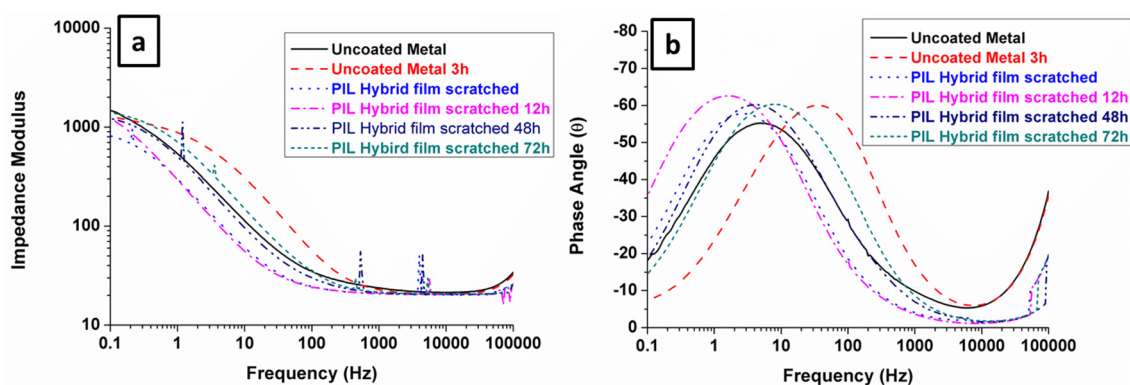 a
10000
1000
100
10
Impedance Modulus
Uncoated Metal
Uncoated Metal 3h
PIL Hybrid film scratched
PIL Hybrid film scratched 12h
PIL Hybrid film scratched 48h
PIL Hybird film scratched 72h
0.1 1 10 100 1000 10000 100000
Frequency (Hz)
b
-80
-70
-60
-50
-40
-30
-20
-10
0
Phase Angle (θ)
Uncoated Metal
Uncoated Metal 3h
PIL Hybrid film scratched
PIL Hybrid film scratched 12h
PIL Hybrid film scratched 48h
PIL Hybrid film scratched 72h
0.1 1 10 100 1000 10000 100000
Frequency (Hz)